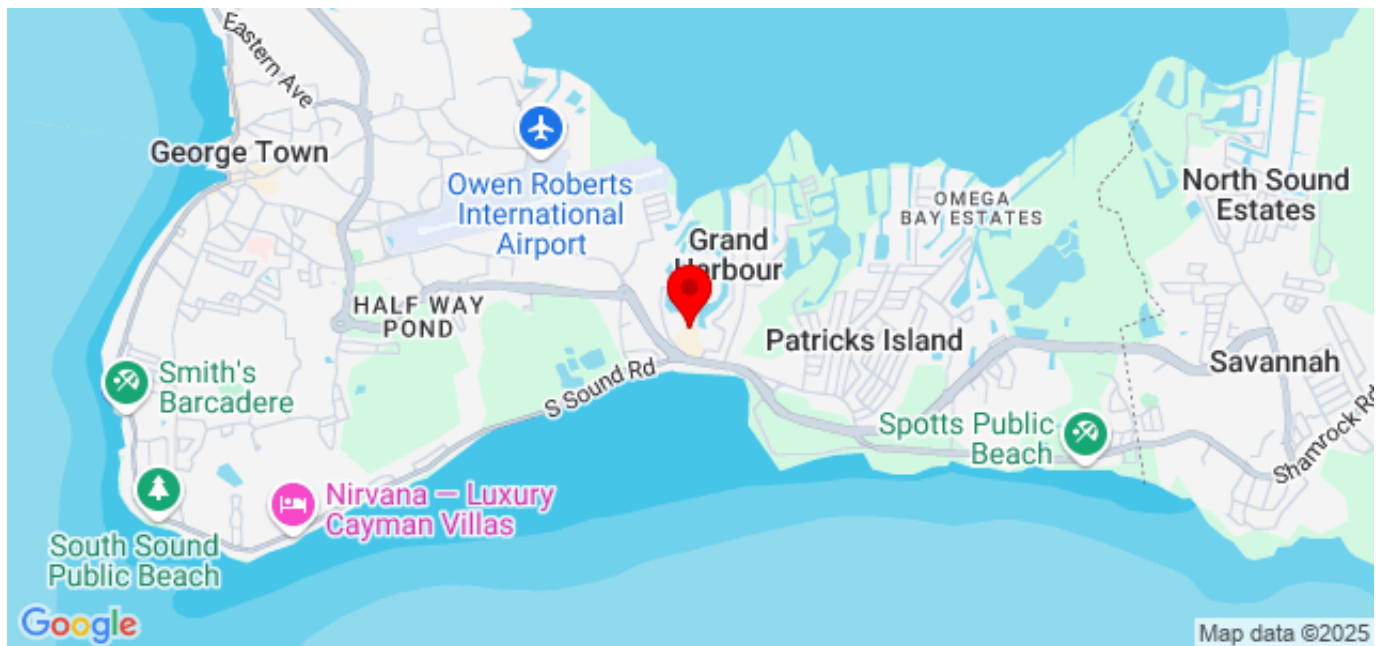 Eastern Ave
George Town
Owen Roberts
International
Airport
OMEGA
BAY ESTATES
North Sound
Estates
Grand
Harbour
HALF WAY
POND
Patricks Island
Savannah
Smith's
Barcadere
S Sound Rd
Spotts Public
Beach
Shamrock Rd
Nirvana — Luxury
Cayman Villas
South Sound
Public Beach
Google
Map data ©2025